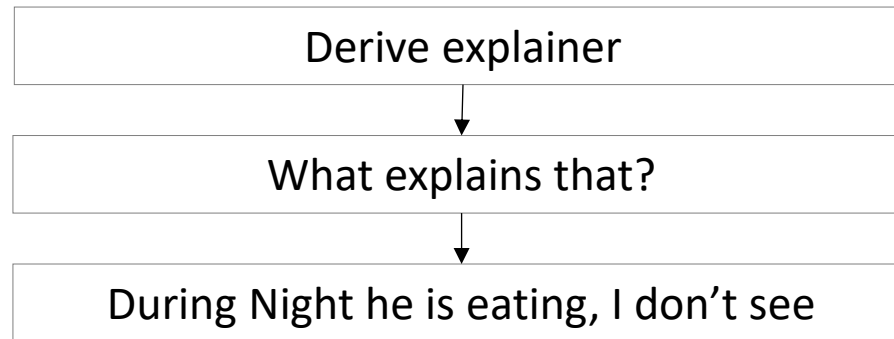 Derive explainer
What explains that?
During Night he is eating, I don’t see